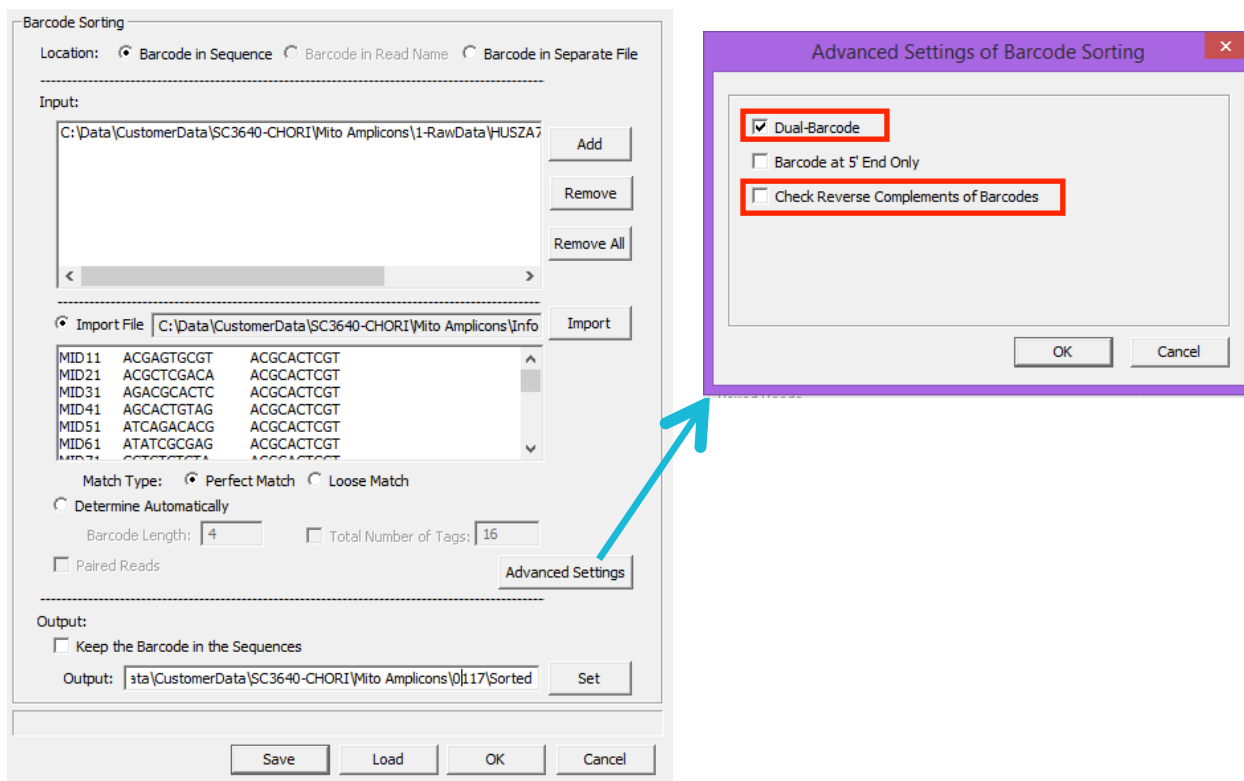 Barcode Sorting
Location: Barcode in Sequence Barcode in Read Name Barcode in Separate File
Input:
C:\Data\CustomerData\SC3640-CHORI\Mito Amplicons\1-RawData\HUSZA7
Add
Remove
Remove All
Import File C:\Data\CustomerData\SC3640-CHORI\Mito Amplicons\Info Import
MID11 ACGAGTGCGT ACGCACTCGT
MID21 ACGCTCGACA ACGCACTCGT
MID31 AGACGCACTC ACGCACTCGT
MID41 AGCACTGTAG ACGCACTCGT
MID51 ATCAGACACG ACGCACTCGT
MID61 ATATCGCGAG ACGCACTCGT
Match Type: Perfect Match Loose Match
Determine Automatically
Barcode Length: 4 Total Number of Tags: 16
Paired Reads
Advanced Settings
Output:
Keep the Barcode in the Sequences
Output: ata\CustomerData\SC3640-CHORI\Mito Amplicons\0117\Sorted Set
Save Load OK Cancel
Advanced Settings of Barcode Sorting
Dual-Barcode
Barcode at 5' End Only
Check Reverse Complements of Barcodes
OK Cancel